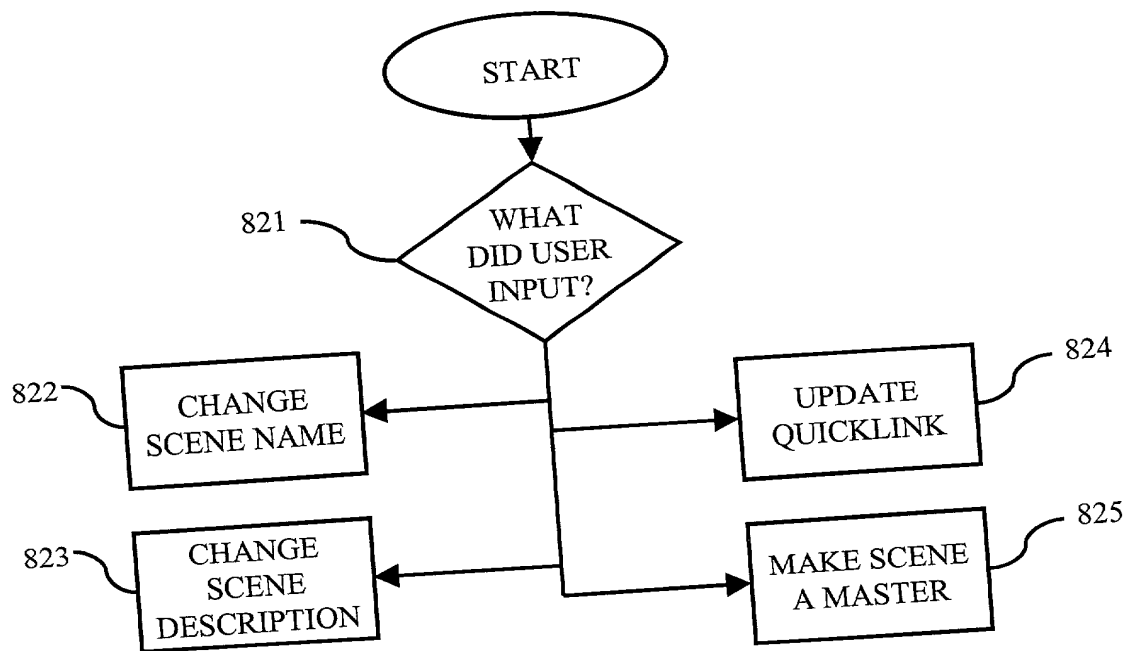 START
821
WHAT
DID USER
INPUT?
822
CHANGE
SCENE NAME
824
UPDATE
QUICKLINK
823
CHANGE
SCENE
DESCRIPTION
825
MAKE SCENE
A MASTER